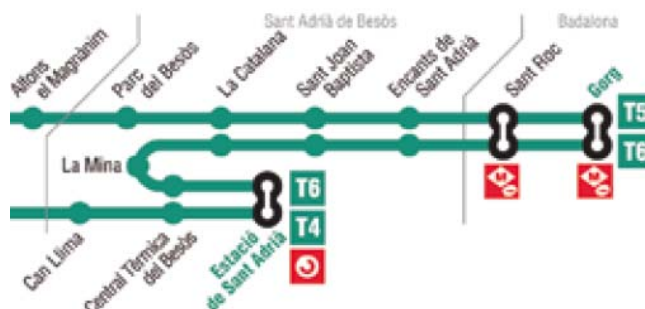 Sant Adrià de Besòs
Badalona
Alfons
el Magnànim
Parc
del Besòs
La Catalana
Sant Joan
Baptista
Encants de
Sant Adrià
Sant Roc
Gorg
T5
T6
La Mina
T6
T4
Can Llima
Central Tèrmica
del Besòs
Estació
de Sant Adrià
M
M